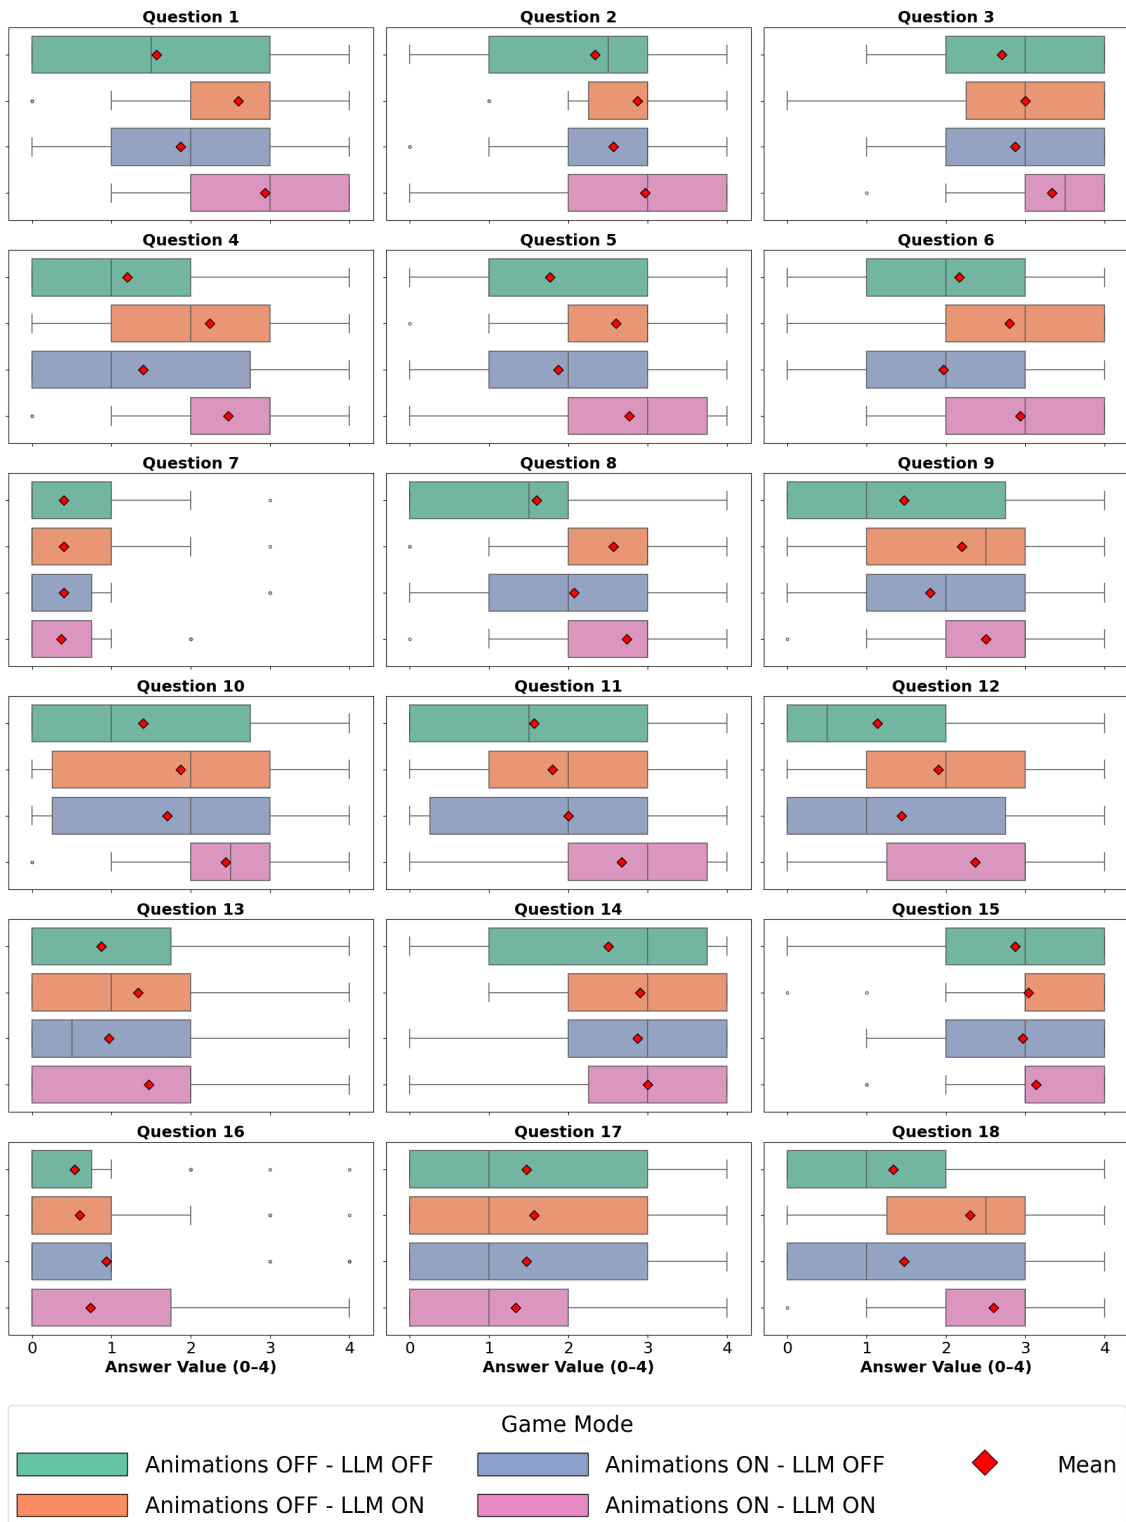 Question 1
Question 2
Question 3
Question 4
Question 5
Question 6
Question 7
Question 8
Question 9
Question 10
Question 11
Question 12
Question 13
Question 14
Question 15
Question 16
Question 17
Question 18
0 1 2 3 4
0 1 2 3 4
0 1 2 3 4
Answer Value (0–4)
Answer Value (0–4)
Answer Value (0–4)
Game Mode
Animations OFF - LLM OFF
Animations ON - LLM OFF
Mean
Animations OFF - LLM ON
Animations ON - LLM ON